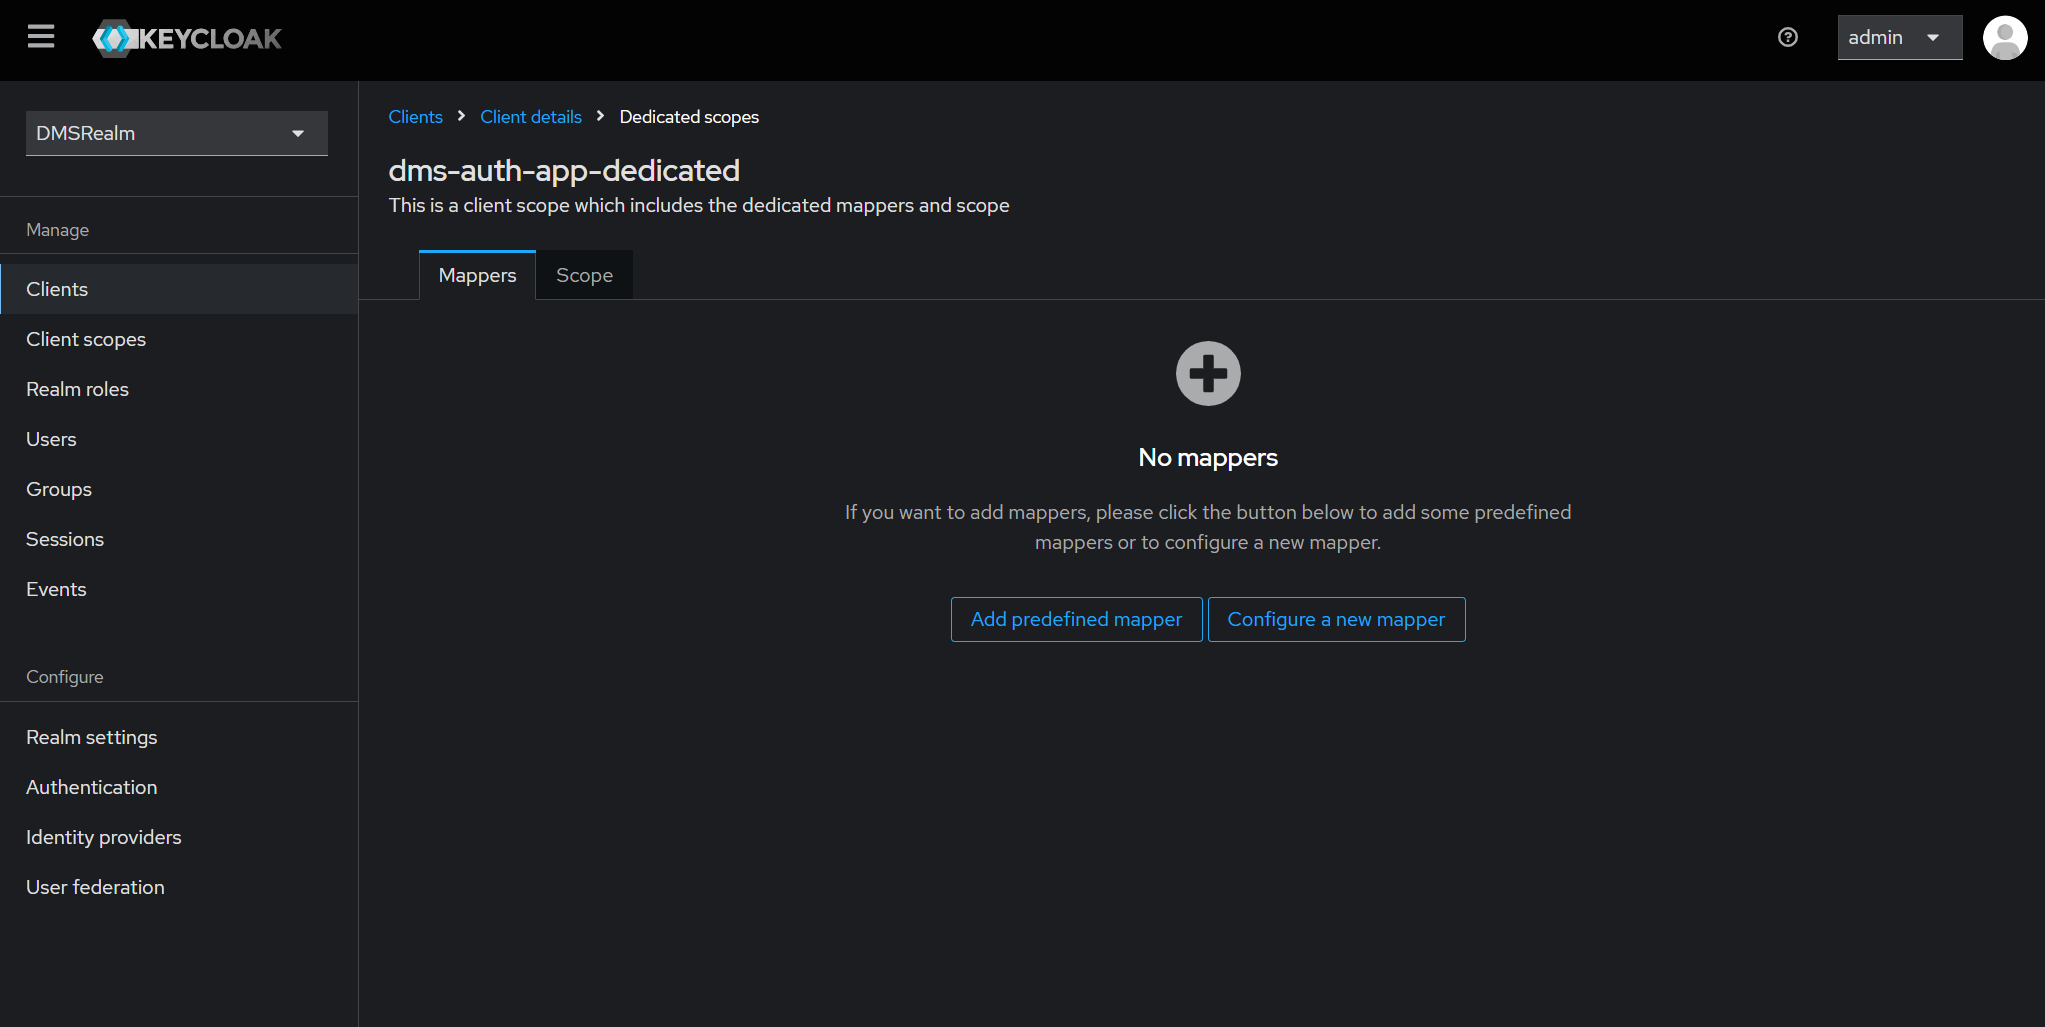 KEYCLOAK
admin
DMSRealm
Manage
Clients
Client scopes
Realm roles
Users
Groups
Sessions
Events
Configure
Realm settings
Authentication
Identity providers
User federation
Clients > Client details > Dedicated scopes
dms-auth-app-dedicated
This is a client scope which includes the dedicated mappers and scope
Mappers Scope
No mappers
If you want to add mappers, please click the button below to add some predefined
mappers or to configure a new mapper.
Add predefined mapper Configure a new mapper